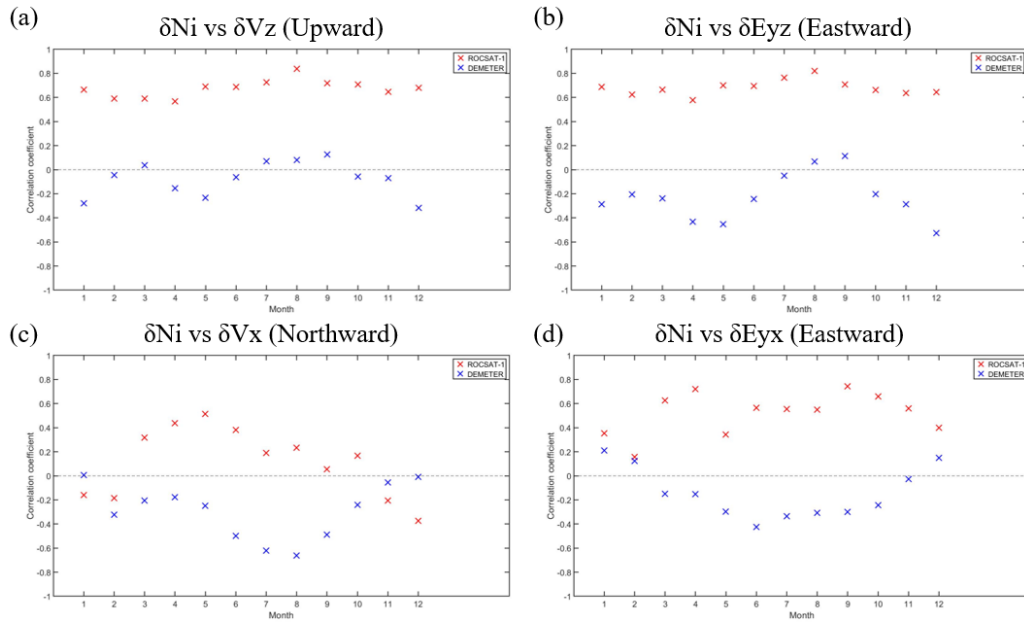 (a)
δNi vs δVz (Upward)
1
0.8
0.6
0.4
0.2
0
-0.2
-0.4
-0.6
-0.8
-1
Correlation coefficient
1 2 3 4 5 6 7 8 9 10 11 12
Month
ROCSAT-1
DEMETER
(b)
δNi vs δEyz (Eastward)
1
0.8
0.6
0.4
0.2
0
-0.2
-0.4
-0.6
-0.8
-1
Correlation coefficient
1 2 3 4 5 6 7 8 9 10 11 12
Month
ROCSAT-1
DEMETER
(c)
δNi vs δVx (Northward)
1
0.8
0.6
0.4
0.2
0
-0.2
-0.4
-0.6
-0.8
-1
Correlation coefficient
1 2 3 4 5 6 7 8 9 10 11 12
Month
ROCSAT-1
DEMETER
(d)
δNi vs δEyx (Eastward)
1
0.8
0.6
0.4
0.2
0
-0.2
-0.4
-0.6
-0.8
-1
Correlation coefficient
1 2 3 4 5 6 7 8 9 10 11 12
Month
ROCSAT-1
DEMETER